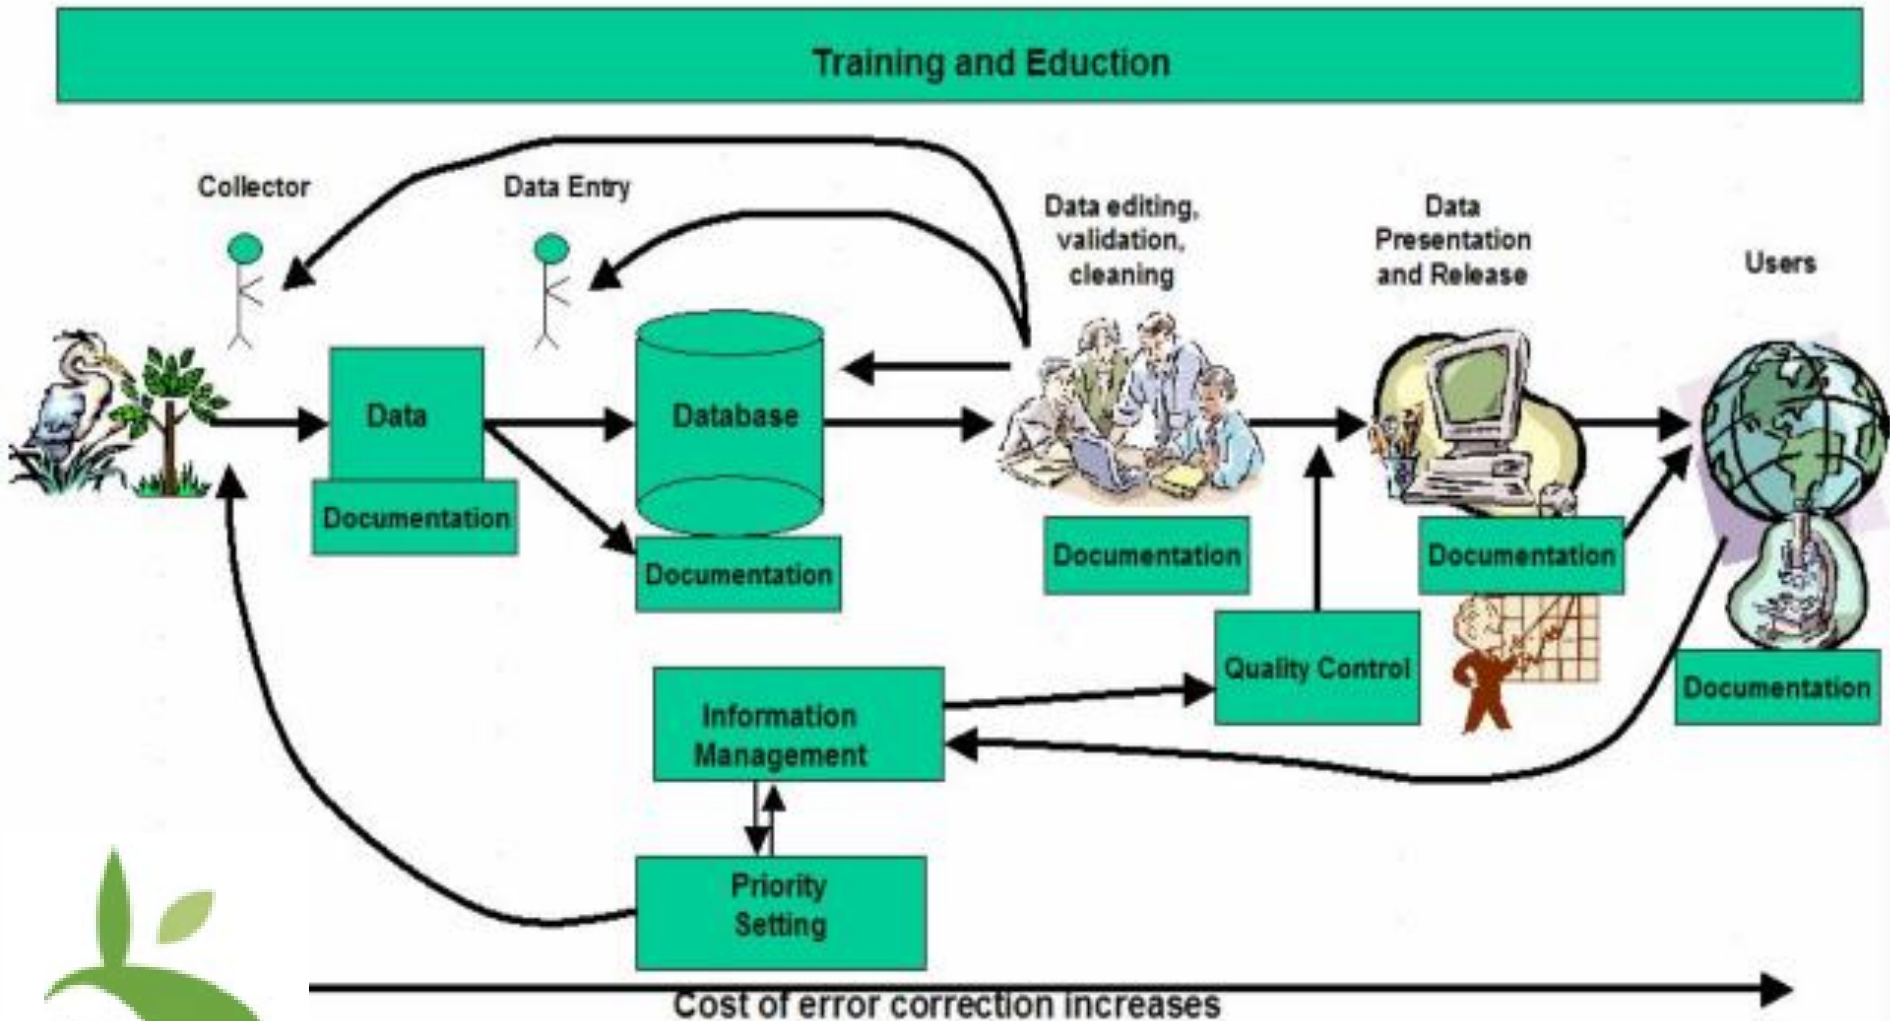 Training and Eduction
Collector
Data Entry
Data editing,
validation,
cleaning
Data
Presentation
and Release
Users
Data
Database
Documentation
Documentation
Documentation
Documentation
Quality Control
Documentation
Information
Management
Priority
Setting
Cost of error correction increases